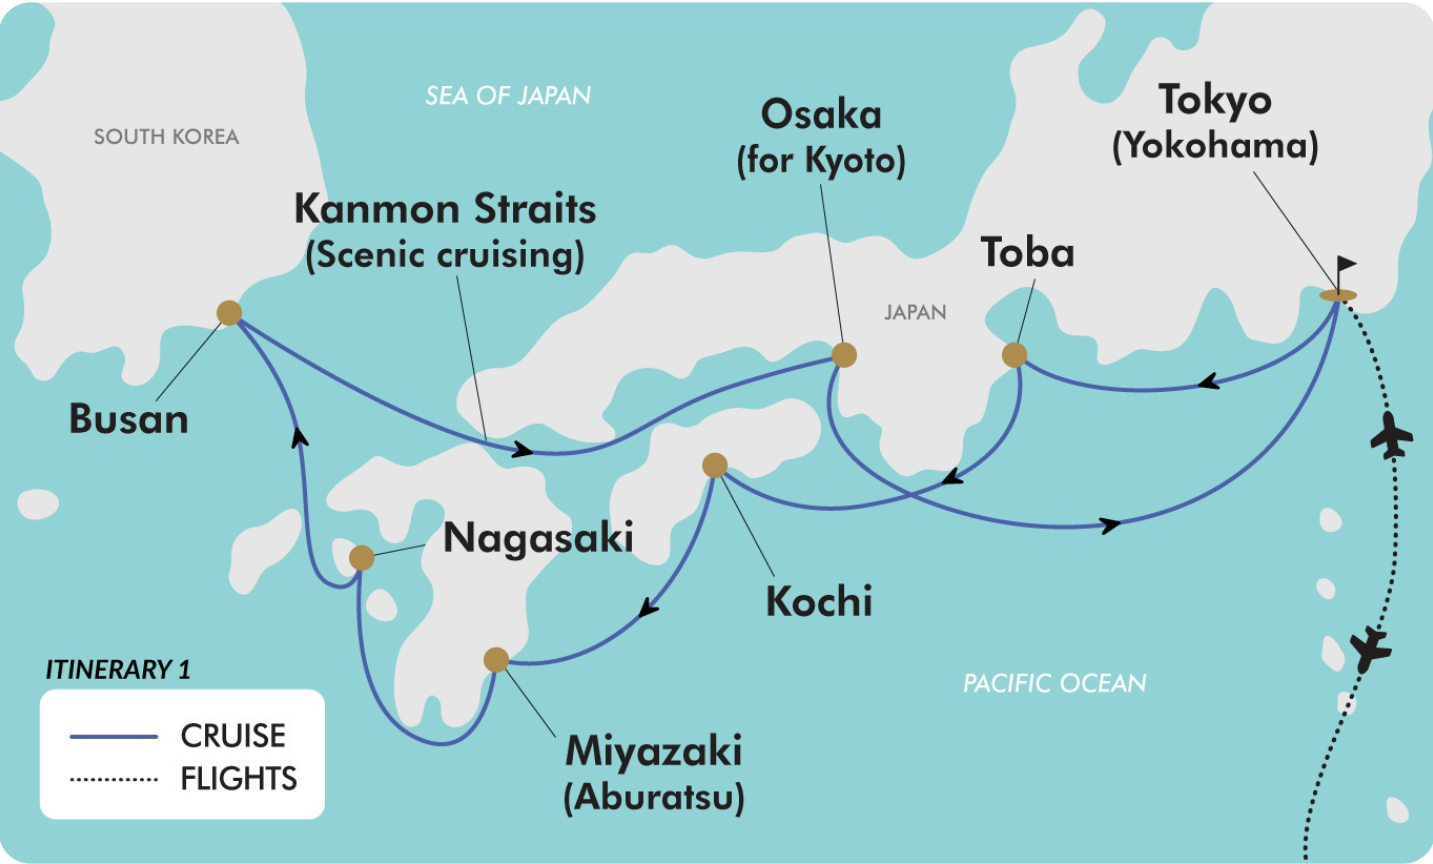 SEA OF JAPAN
SOUTH KOREA
Tokyo
(Yokohama)
Osaka
(for Kyoto)
Kanmon Straits
(Scenic cruising)
Toba
JAPAN
Busan
Nagasaki
Kochi
ITINERARY 1
CRUISE
FLIGHTS
PACIFIC OCEAN
Miyazaki
(Aburatsu)